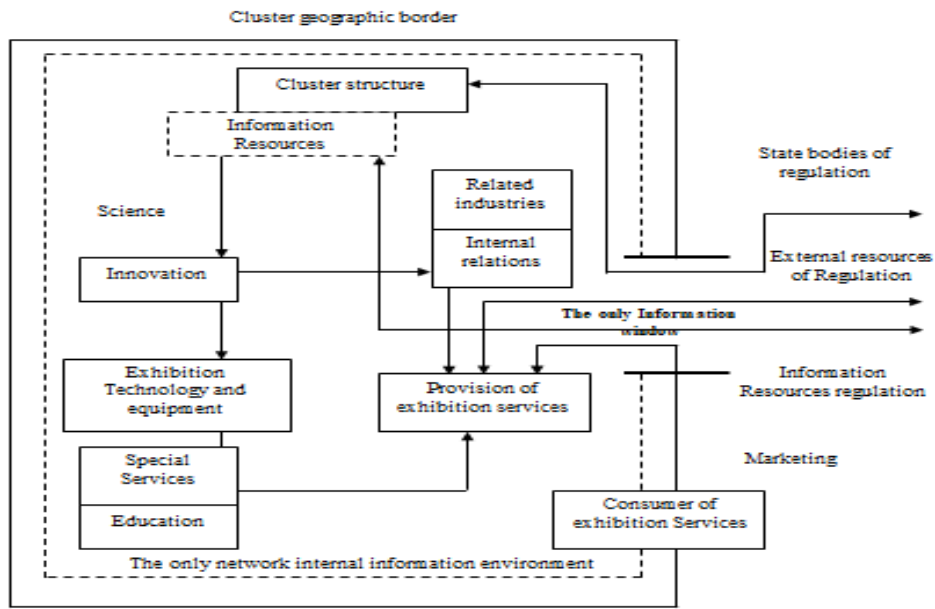 Cluster geographic border
Cluster structure
Information
Resources
State bodies of
regulation
Related
industries
Science
Internal
relations
External resources
of Regulation
Innovation
The only Information
window
Exhibition
Technology and
equipment
Provision of
exhibition services
Information
Resources regulation
Special
Services
Marketing
Education
Consumer of
exhibition Services
The only network internal information environment